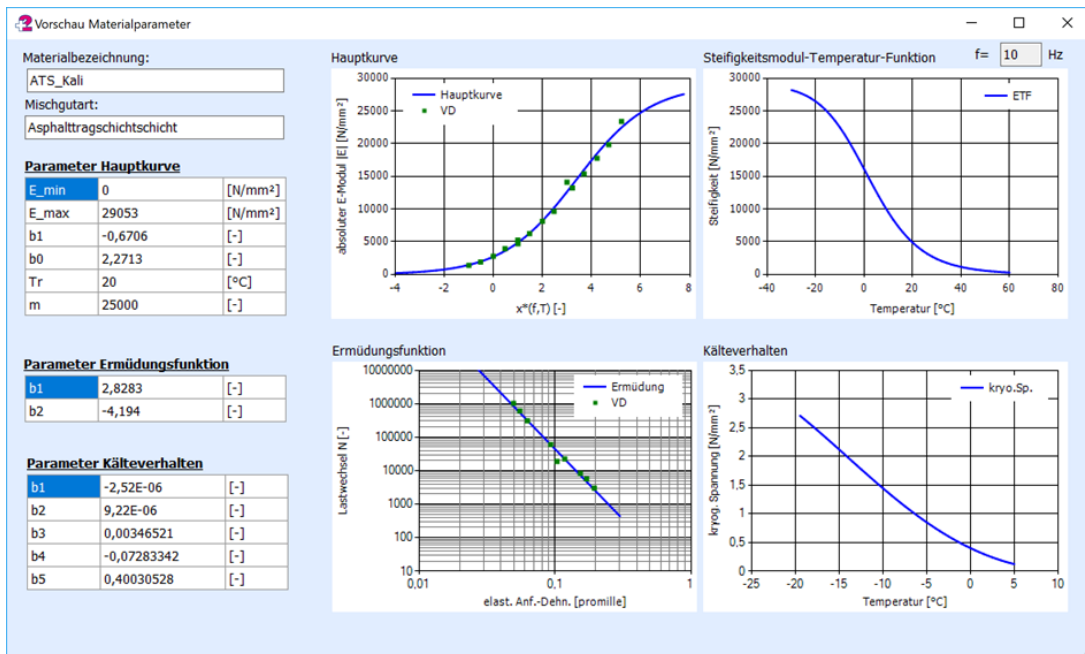 Vorschau Materialparameter
Materialbezeichnung:
ATS_Kali
Mischgutart:
Asphalttragschichtschicht
Parameter Hauptkurve
E_min 0 [N/mm²]
E_max 29053 [N/mm²]
b1 -0,6706 [-]
b0 2,2713 [-]
Tr 20 [°C]
m 25000 [-]
Parameter Ermüdungsfunktion
b1 2,8283 [-]
b2 -4,194 [-]
Parameter Kälteverhalten
b1 -2,52E-06 [-]
b2 9,22E-06 [-]
b3 0,00346521 [-]
b4 -0,07283342 [-]
b5 0,40030528 [-]
Hauptkurve
absoluter E-Modul |E| [N/mm²]
30000
25000
20000
15000
10000
5000
0
-4 -2 0 2 4 6 8
x*(f,T) [-]
Hauptkurve
VD
Steifigkeitsmodul-Temperatur-Funktion
f= 10 Hz
Steifigkeit [N/mm²]
30000
25000
20000
15000
10000
5000
0
-40 -20 0 20 40 60 80
Temperatur [°C]
ETF
Ermüdungsfunktion
Lastwechsel N [-]
10000000
1000000
100000
10000
1000
100
10
0,01 0,1 1
elast. Anf.-Dehn. [promille]
Ermüdung
VD
Kälteverhalten
kryog. Spannung [N/mm²]
3,5
3
2,5
2
1,5
1
0,5
0
-25 -20 -15 -10 -5 0 5 10
Temperatur [°C]
kryo.Sp.